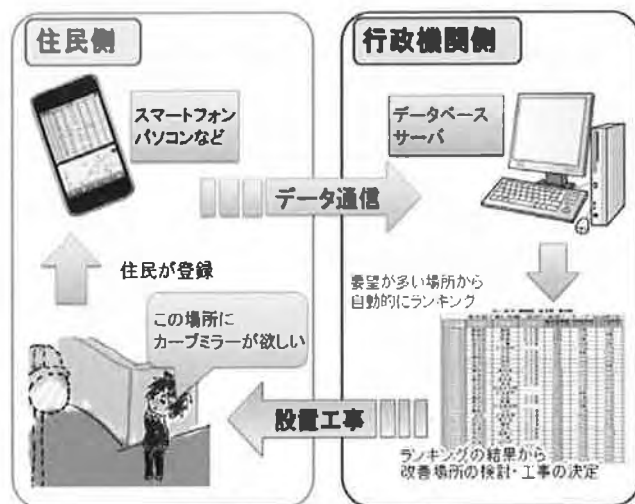 住民側
行政機関側
スマートフォン
パソコンなど
データベース
サーバ
データ通信
住民が登録
要望が多い場所から
自動的にランキング
この場所に
カーブミラーが欲しい
設置工事
ランキングの結果から
改善場所の検討・工事の決定